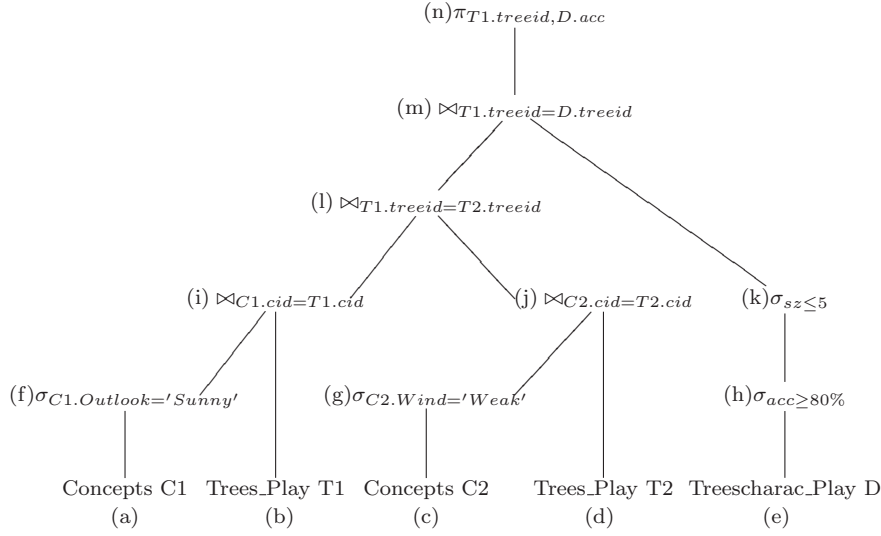 (n)π_{T1.treeid,D.acc}
(m) ⋈_{T1.treeid=D.treeid}
(l) ⋈_{T1.treeid=T2.treeid}
(i) ⋈_{C1.cid=T1.cid} (j) ⋈_{C2.cid=T2.cid} (k)σ_{sz≤5}
(f)σ_{C1.Outlook='Sunny'} (g)σ_{C2.Wind='Weak'} (h)σ_{acc≥80%}
Concepts C1 Trees_Play T1 Concepts C2 Trees_Play T2 Treescharac_Play D
(a) (b) (c) (d) (e)